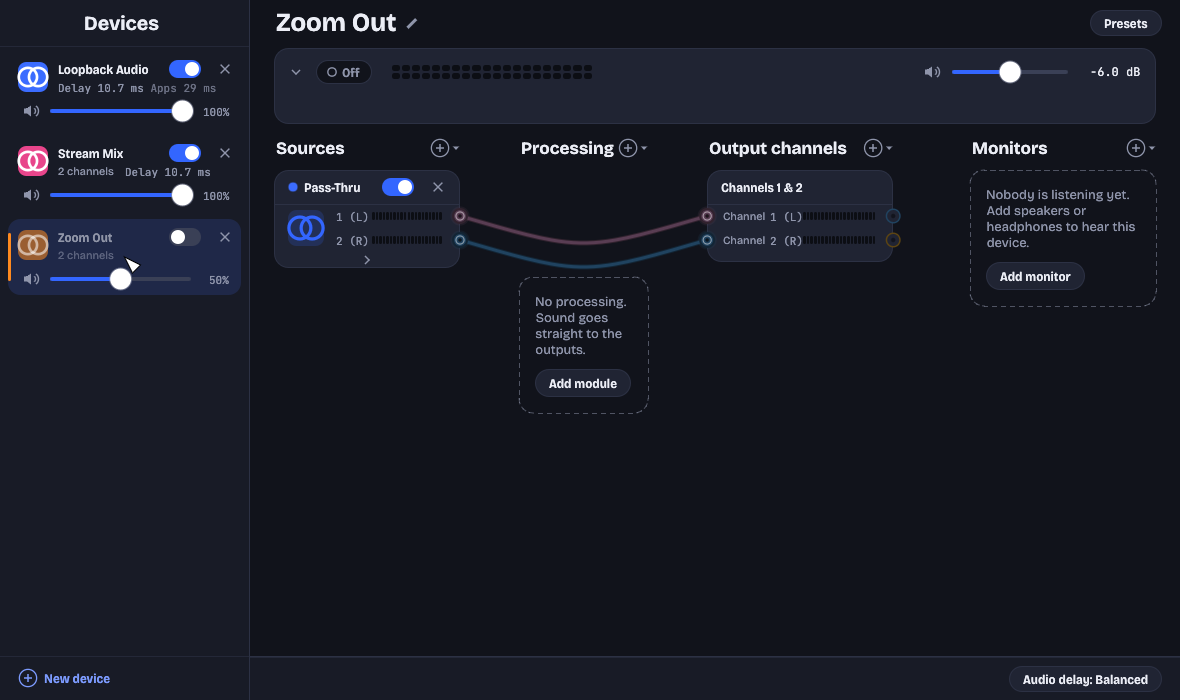 Devices
Loopback Audio
Delay 10.7 ms Apps 29 ms
100%
Stream Mix
2 channels Delay 10.7 ms
100%
Zoom Out
2 channels
50%
New device
Zoom Out
Presets
Off
-6.0 dB
Sources
Pass-Thru
1 (L)
2 (R)
Processing
No processing.
Sound goes
straight to the
outputs.
Add module
Output channels
Channels 1 & 2
Channel 1 (L)
Channel 2 (R)
Monitors
Nobody is listening yet.
Add speakers or
headphones to hear this
device.
Add monitor
Audio delay: Balanced